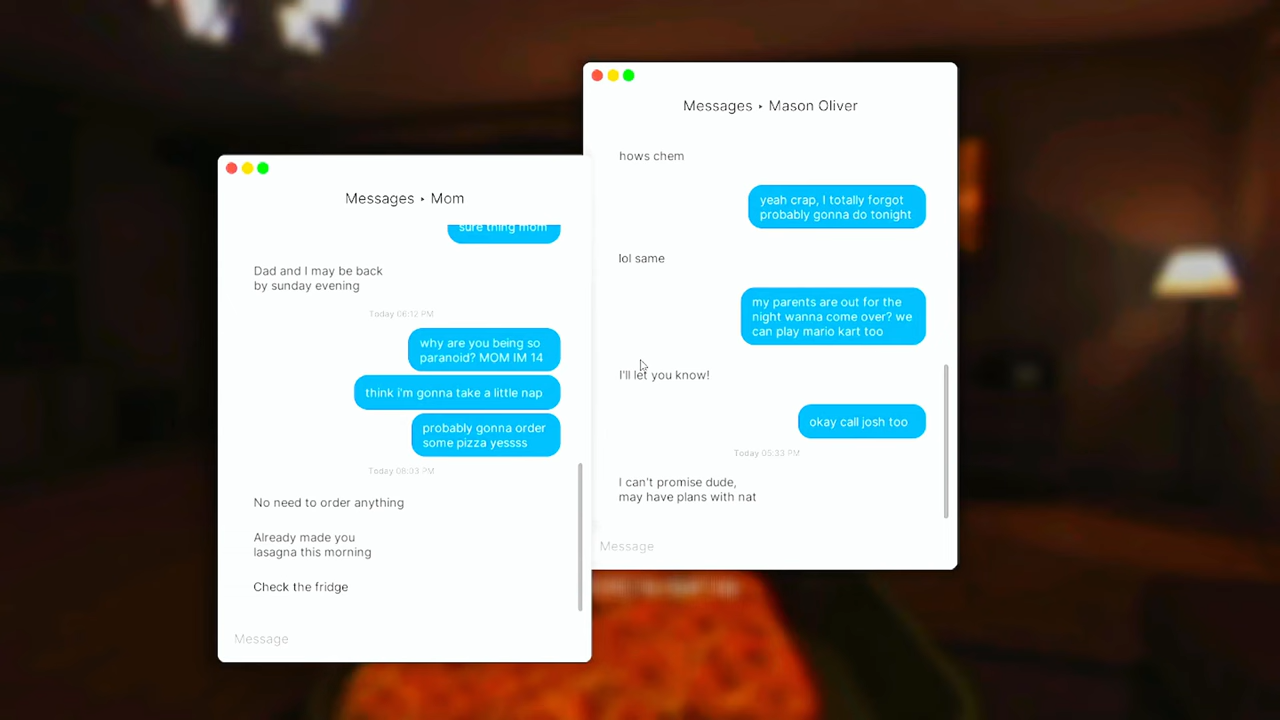 Messages ▸ Mom
sure thing mom
Dad and I may be back
by sunday evening
Today 06:12 PM
why are you being so
paranoid? MOM IM 14
think i'm gonna take a little nap
probably gonna order
some pizza yessss
Today 08:03 PM
No need to order anything
Already made you
lasagna this morning
Check the fridge
Message
Messages ▸ Mason Oliver
hows chem
yeah crap, I totally forgot
probably gonna do tonight
lol same
my parents are out for the
night wanna come over? we
can play mario kart too
I'll let you know!
okay call josh too
Today 05:33 PM
I can't promise dude,
may have plans with nat
Message